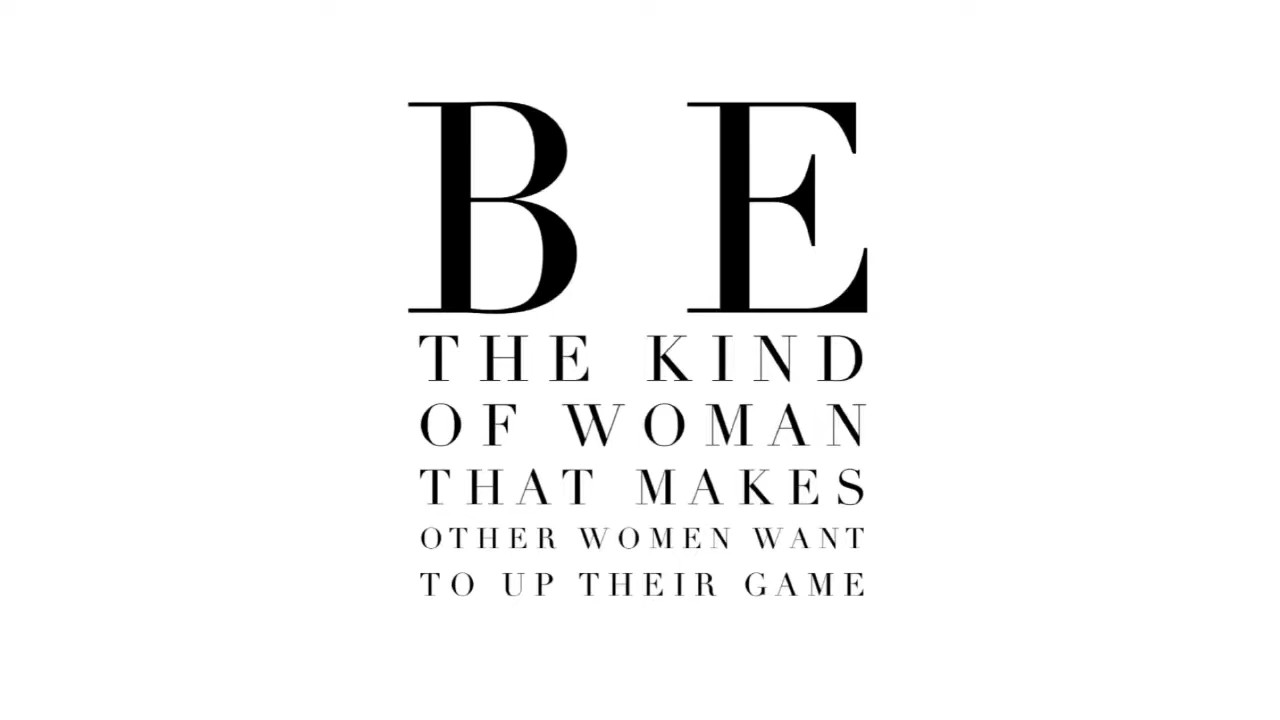 BE
THE KIND
OF WOMAN
THAT MAKES
OTHER WOMEN WANT
TO UP THEIR GAME